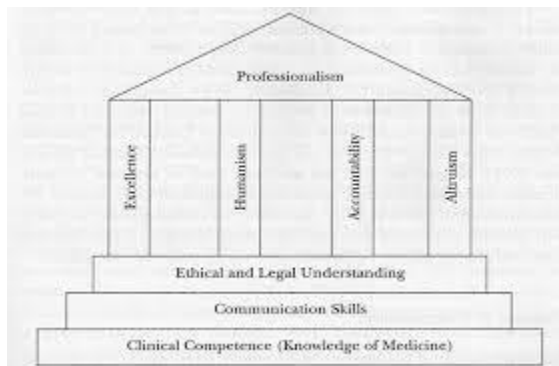 Professionalism
Excellence
Humanism
Accountability
Altruism
Ethical and Legal Understanding
Communication Skills
Clinical Competence (Knowledge of Medicine)